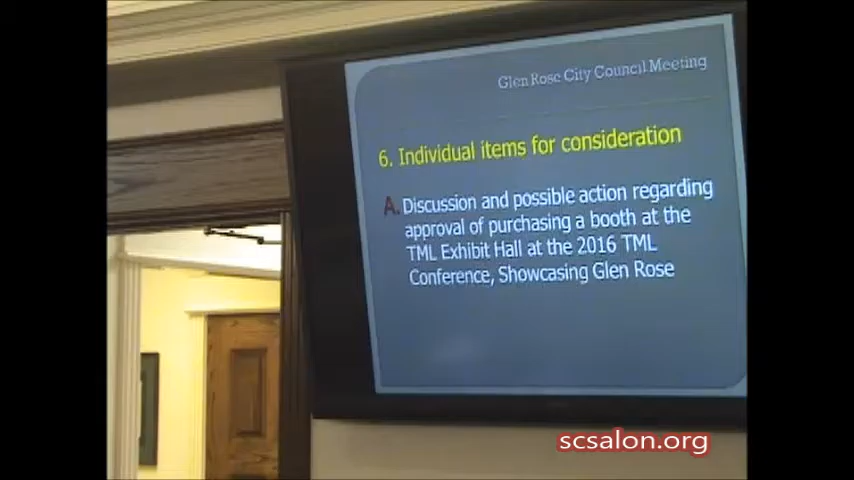 Glen Rose City Council Meeting
6. Individual items for consideration
A. Discussion and possible action regarding
approval of purchasing a booth at the
TML Exhibit Hall at the 2016 TML
Conference, Showcasing Glen Rose
scsalon.org